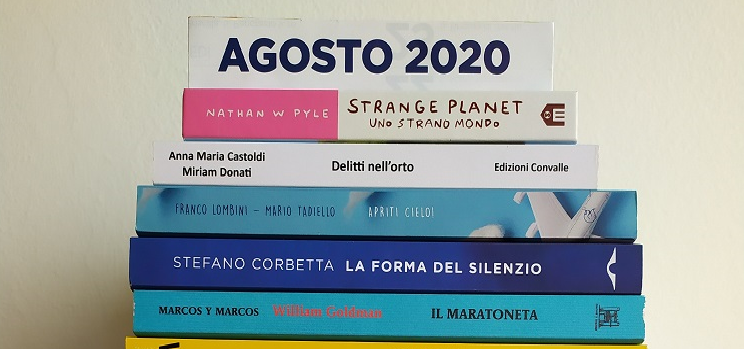 AGOSTO 2020
NATHAN W PYLE STRANGE PLANET
UNO STRANO MONDO
Anna Maria Castoldi
Miriam Donati
Delitti nell'orto
Edizioni Convalle
FRANCO LOMBINI – MARIO TADIELLO APRITI CIELO!
STEFANO CORBETTA LA FORMA DEL SILENZIO
MARCOS Y MARCOS William Goldman IL MARATONETA